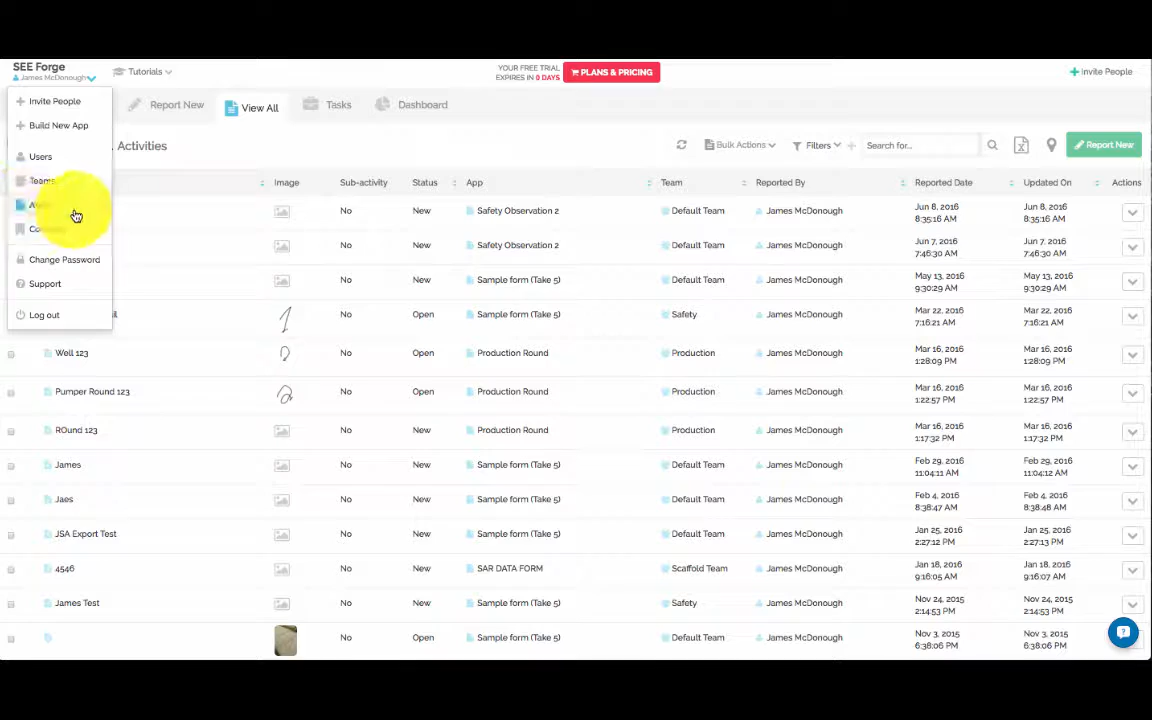 SEE Forge
James McDonough
Tutorials
YOUR FREE TRIAL
EXPIRES IN 0 DAYS
PLANS & PRICING
Invite People
Invite People
Build New App
Users
Teams
Change Password
Support
Log out
Report New
View All
Tasks
Dashboard
Activities
Bulk Actions
Filters
Search for...
Report New
Image Sub-activity Status App Team Reported By Reported Date Updated On Actions
No New Safety Observation 2 Default Team James McDonough Jun 8, 2016 Jun 8, 2016
8:35:16 AM 8:35:16 AM
No New Safety Observation 2 Default Team James McDonough Jun 7, 2016 Jun 7, 2016
7:46:30 AM 7:46:30 AM
No New Sample form (Take 5) Default Team James McDonough May 13, 2016 May 13, 2016
9:30:29 AM 9:30:29 AM
No Open Sample form (Take 5) Safety James McDonough Mar 22, 2016 Mar 22, 2016
7:16:21 AM 7:16:21 AM
Well 123 No Open Production Round Production James McDonough Mar 16, 2016 Mar 16, 2016
1:28:09 PM 1:28:09 PM
Pumper Round 123 No Open Production Round Production James McDonough Mar 16, 2016 Mar 16, 2016
1:22:57 PM 1:22:57 PM
ROund 123 No New Production Round Production James McDonough Mar 16, 2016 Mar 16, 2016
1:17:32 PM 1:17:32 PM
James No New Sample form (Take 5) Default Team James McDonough Feb 29, 2016 Feb 29, 2016
11:04:11 AM 11:04:12 AM
Jaes No New Sample form (Take 5) Default Team James McDonough Feb 4, 2016 Feb 4, 2016
8:38:47 AM 8:38:48 AM
JSA Export Test No New Sample form (Take 5) Default Team James McDonough Jan 25, 2016 Jan 25, 2016
2:27:12 PM 2:27:13 PM
4546 No New SAR DATA FORM Scaffold Team James McDonough Jan 18, 2016 Jan 18, 2016
9:16:05 AM 9:16:07 AM
James Test No New Sample form (Take 5) Safety James McDonough Nov 24, 2015 Nov 24, 2015
2:14:53 PM 2:14:53 PM
No Open Sample form (Take 5) Default Team James McDonough Nov 3, 2015 Nov 3, 2015
6:38:06 PM 6:38:06 PM